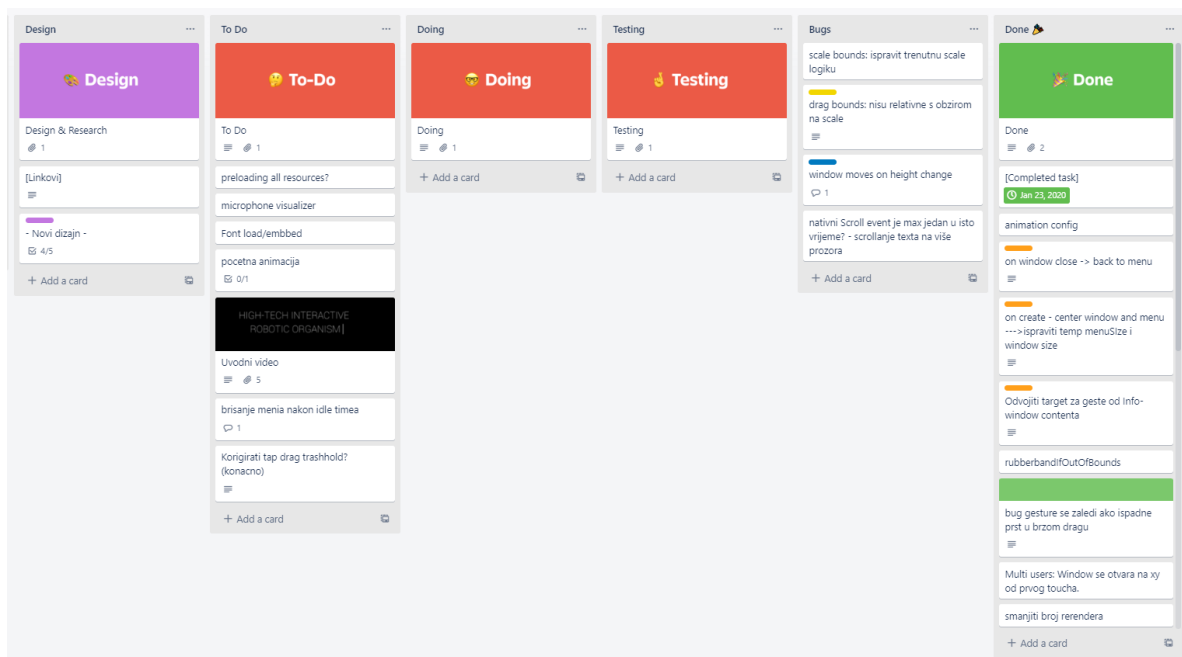 Design
🎨 Design
Design & Research
1
[Linkovi]
- Novi dizajn -
4/5
+ Add a card
To Do
🤔 To-Do
To Do
1
preloading all resources?
microphone visualizer
Font load/embbed
pocetna animacija
0/1
HIGH-TECH INTERACTIVE
ROBOTIC ORGANISM|
Uvodni video
5
brisanje menia nakon idle timea
1
Korigirati tap drag trashhold?
(konacno)
+ Add a card
Doing
🤓 Doing
Doing
1
+ Add a card
Testing
🤞 Testing
Testing
1
+ Add a card
Bugs
scale bounds: ispravit trenutnu scale
logiku
drag bounds: nisu relativne s obzirom
na scale
window moves on height change
1
nativni Scroll event je max jedan u isto
vrijeme? - scrollanje texta na više
prozora
+ Add a card
Done 🎉
🎉 Done
Done
2
[Completed task]
Jan 23, 2020
animation config
on window close -> back to menu
on create - center window and menu
--->ispraviti temp menuSIze i
window size
Odvojiti target za geste od Info-
window contenta
rubberbandIfOutOfBounds
bug gesture se zaledi ako ispadne
prst u brzom dragu
Multi users: Window se otvara na xy
od prvog toucha.
smanjiti broj rerendera
+ Add a card